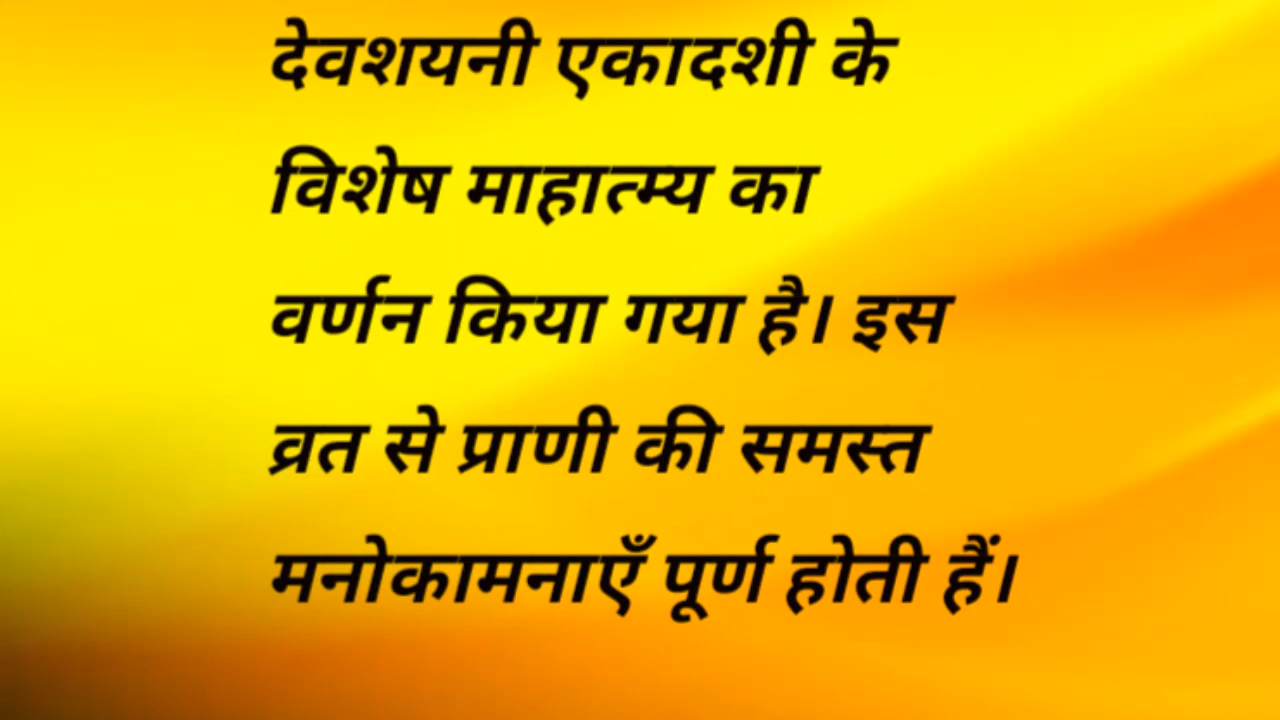 देवशयनी एकादशी के
विशेष माहात्म्य का
वर्णन किया गया है। इस
व्रत से प्राणी की समस्त
मनोकामनाएँ पूर्ण होती हैं।